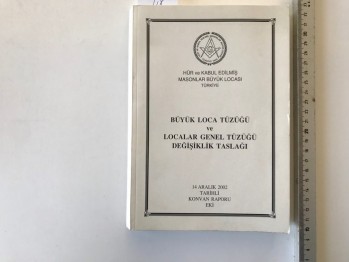 HÜR ve KABUL EDİLMİŞ
MASONLAR BÜYÜK LOCASI
TÜRKİYE
BÜYÜK LOCA TÜZÜĞÜ
ve
LOCALAR GENEL TÜZÜĞÜ
DEĞİŞİKLİK TASLAĞI
14 ARALIK 2002
TARİHLİ
KONVAN RAPORU
EKİ